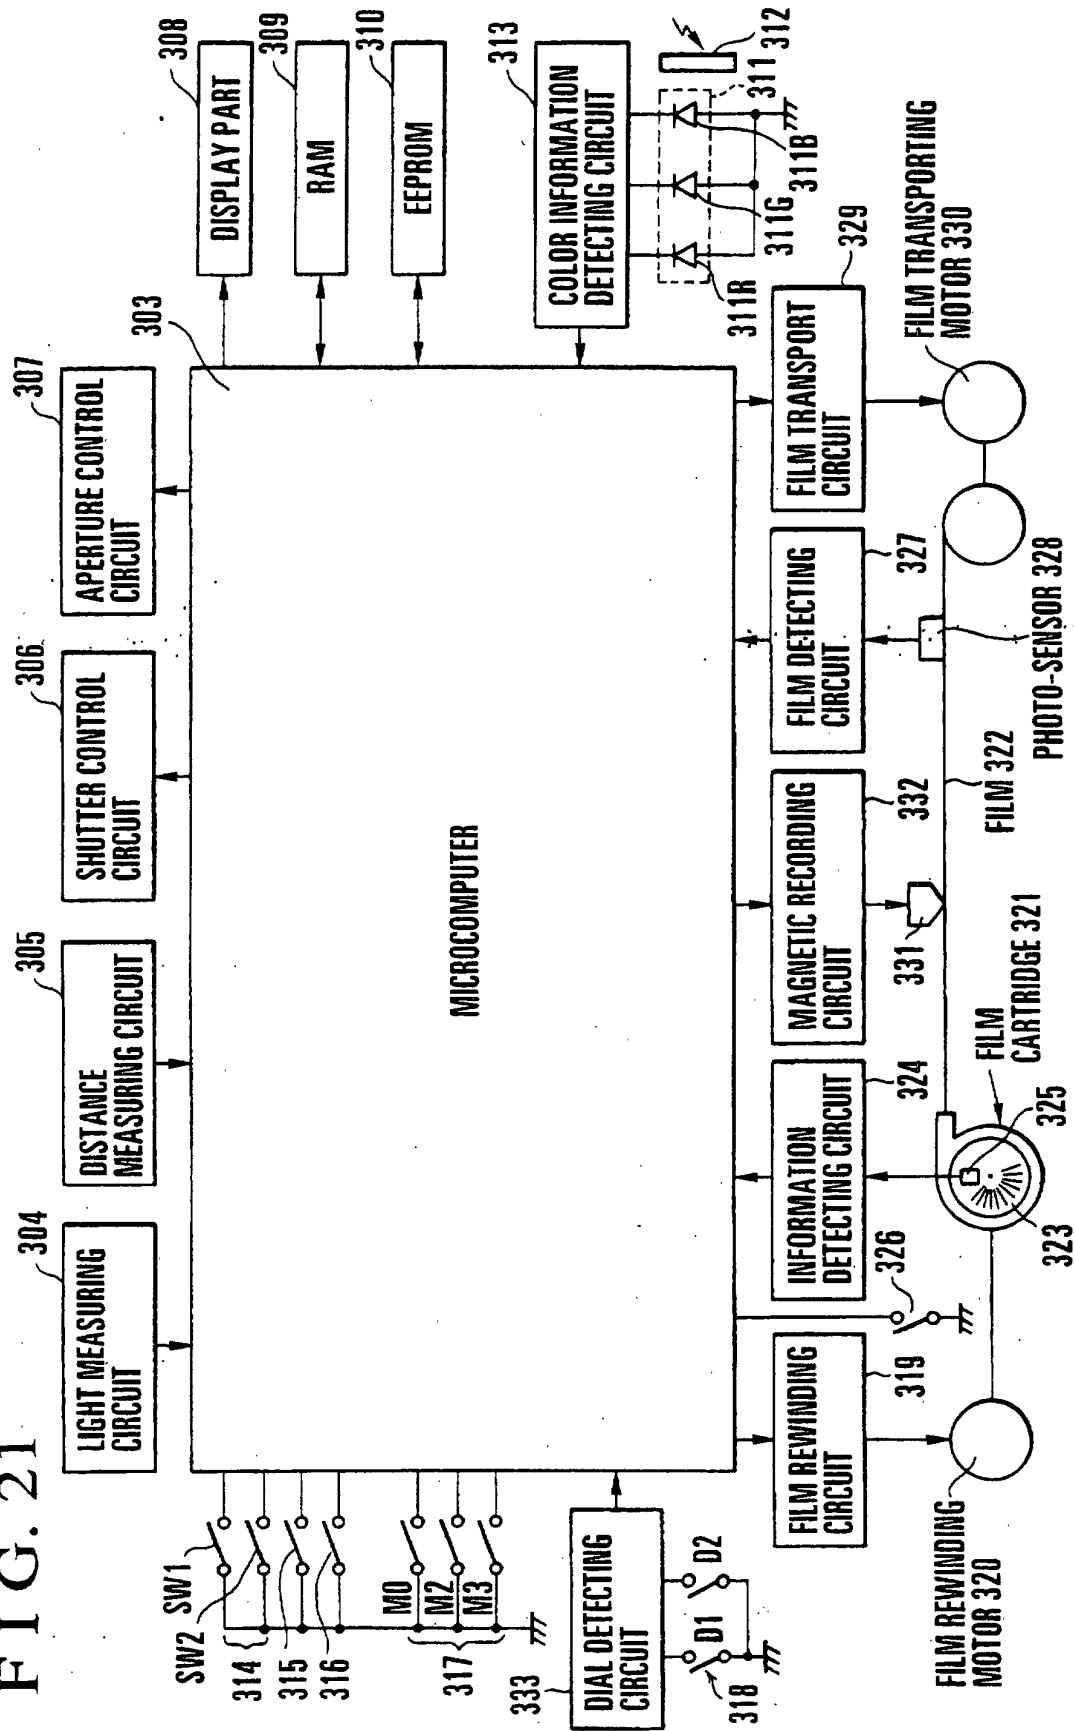 FIG. 21
304
LIGHT MEASURING
CIRCUIT
305
DISTANCE
MEASURING CIRCUIT
306
SHUTTER CONTROL
CIRCUIT
307
APERTURE CONTROL
CIRCUIT
303
MICROCOMPUTER
308
DISPLAY PART
309
RAM
310
EEPROM
313
COLOR INFORMATION
DETECTING CIRCUIT
312
311
311B
311G
311R
SW1
SW2
314
315
316
M0
M2
M3
317
333
DIAL DETECTING
CIRCUIT
D1
D2
318
FILM REWINDING
CIRCUIT
319
326
INFORMATION
DETECTING CIRCUIT
324
MAGNETIC RECORDING
CIRCUIT
332
FILM DETECTING
CIRCUIT
327
FILM TRANSPORT
CIRCUIT
329
FILM REWINDING
MOTOR 320
323
325
FILM
CARTRIDGE 321
331
FILM 322
PHOTO-SENSOR 328
FILM TRANSPORTING
MOTOR 330